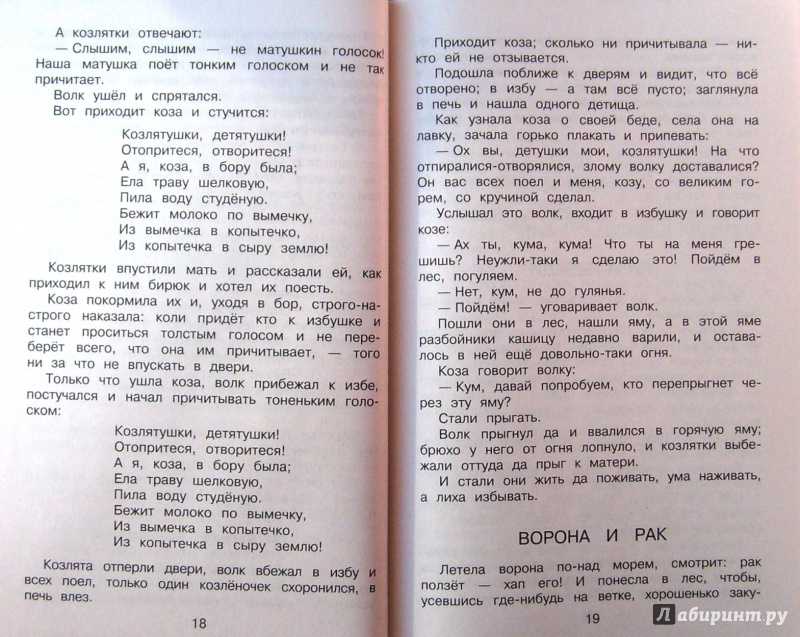 А козлятки отвечают:
— Слышим, слышим — не матушкин голосок!
Наша матушка поёт тонким голоском и не так
причитает.
Волк ушёл и спрятался.
Вот приходит коза и стучится:
Козлятушки, детятушки!
Отопритеся, отворитеся!
А я, коза, в бору была;
Ела траву шелковую,
Пила воду студёную.
Бежит молоко по вымечку,
Из вымечка в копытечко,
Из копытечка в сыру землю!
Козлятки впустили мать и рассказали ей, как
приходил к ним бирюк и хотел их поесть.
Коза покормила их и, уходя в бор, строго-на-
строго наказала: коли придёт кто к избушке и
станет проситься толстым голосом и не пере-
берёт всего, что она им причитывает, — того
ни за что не впускать в двери.
Только что ушла коза, волк прибежал к избе,
постучался и начал причитывать тоненьким голо-
ском:
Козлятушки, детятушки!
Отопритеся, отворитеся!
А я, коза, в бору была;
Ела траву шелковую,
Пила воду студёную.
Бежит молоко по вымечку,
Из вымечка в копытечко,
Из копытечка в сыру землю!
Козлята отперли двери, волк вбежал в избу и
всех поел, только один козлёночек схоронился, в
печь влез.
18
Приходит коза; сколько ни причитывала — ни-
кто ей не отзывается.
Подошла поближе к дверям и видит, что всё
отворено; в избу — а там всё пусто; заглянула
в печь и нашла одного детища.
Как узнала коза о своей беде, села она на
лавку, зачала горько плакать и припевать:
— Ох вы, детушки мои, козлятушки! На что
отпиралися-отворялися, злому волку доставалися?
Он вас всех поел и меня, козу, со великим го-
рем, со кручиной сделал.
Услышал это волк, входит в избушку и говорит
козе:
— Ах ты, кума, кума! Что ты на меня гре-
шишь? Неужли-таки я сделаю это! Пойдём в
лес, погуляем.
— Нет, кум, не до гулянья.
— Пойдём! — уговаривает волк.
Пошли они в лес, нашли яму, а в этой яме
разбойники кашицу недавно варили, и остава-
лось в ней ещё довольно-таки огня.
Коза говорит волку:
— Кум, давай попробуем, кто перепрыгнет че-
рез эту яму?
Стали прыгать.
Волк прыгнул да и ввалился в горячую яму;
брюхо у него от огня лопнуло, и козлятки выбе-
жали оттуда да прыг к матери.
И стали они жить да поживать, ума наживать,
а лиха избывать.
ВОРОНА И РАК
Летела ворона по-над морем, смотрит: рак
ползёт — хап его! И понесла в лес, чтобы,
усевшись где-нибудь на ветке, хорошенько заку-
19
Лабиринт.ру